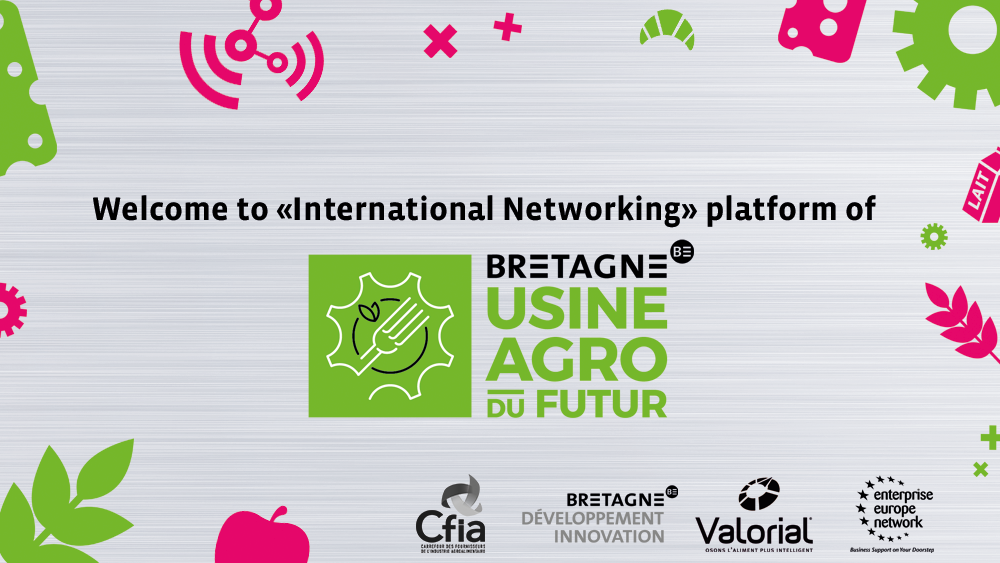 LAIT
Welcome to «International Networking» platform of
BRETAGNE BE
USINE
AGRO
DU FUTUR
Cfia
CARREFOUR DES FOURNISSEURS
DE L'INDUSTRIE AGROALIMENTAIRE
BRETAGNE BE
DÉVELOPPEMENT
INNOVATION
Valorial
OSONS L'ALIMENT PLUS INTELLIGENT
enterprise
europe
network
Business Support on Your Doorstep